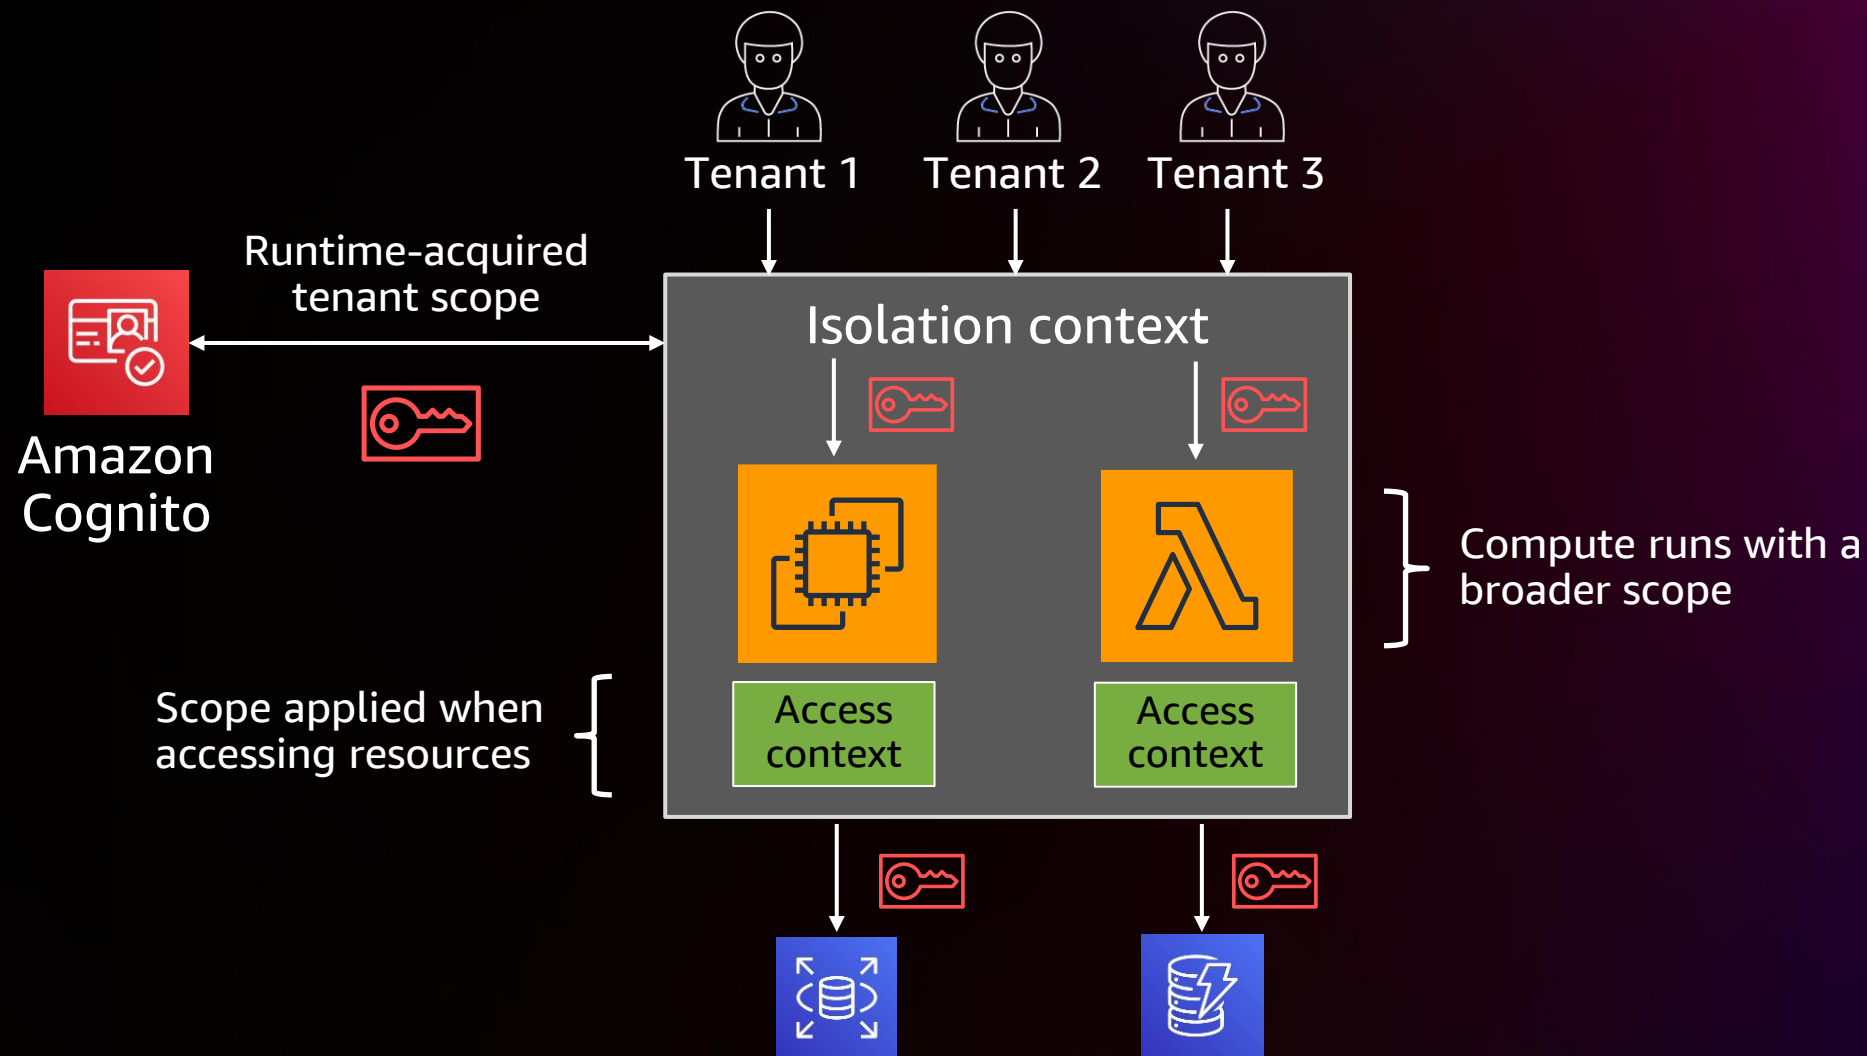 Tenant 1
Tenant 2
Tenant 3
Runtime-acquired
tenant scope
Isolation context
Amazon
Cognito
Compute runs with a
broader scope
Scope applied when
accessing resources
Access
context
Access
context